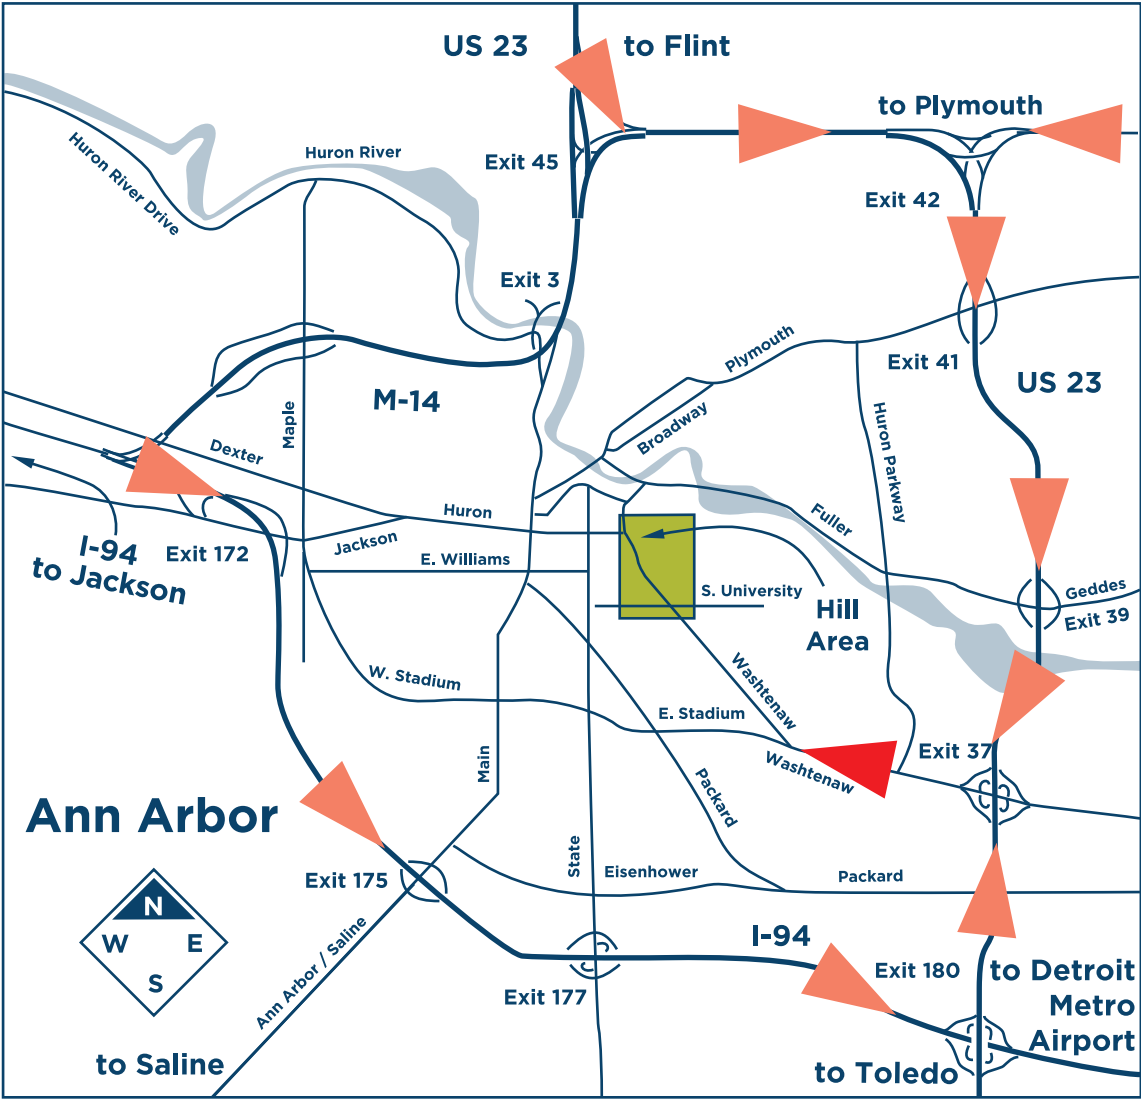 US 23
to Flint
to Plymouth
Huron River
Huron River Drive
Exit 45
Exit 42
Exit 3
Plymouth
Exit 41
US 23
M-14
Maple
Broadway
Huron Parkway
Dexter
Huron
Fuller
I-94
to Jackson
Exit 172
Jackson
E. Williams
S. University
Hill
Area
Geddes
Exit 39
W. Stadium
Washtenaw
E. Stadium
Exit 37
Washtenaw
Main
Packard
Ann Arbor
State
Exit 175
Eisenhower
Packard
N
W
E
S
Ann Arbor / Saline
I-94
Exit 180
to Detroit
Metro
Airport
Exit 177
to Saline
to Toledo